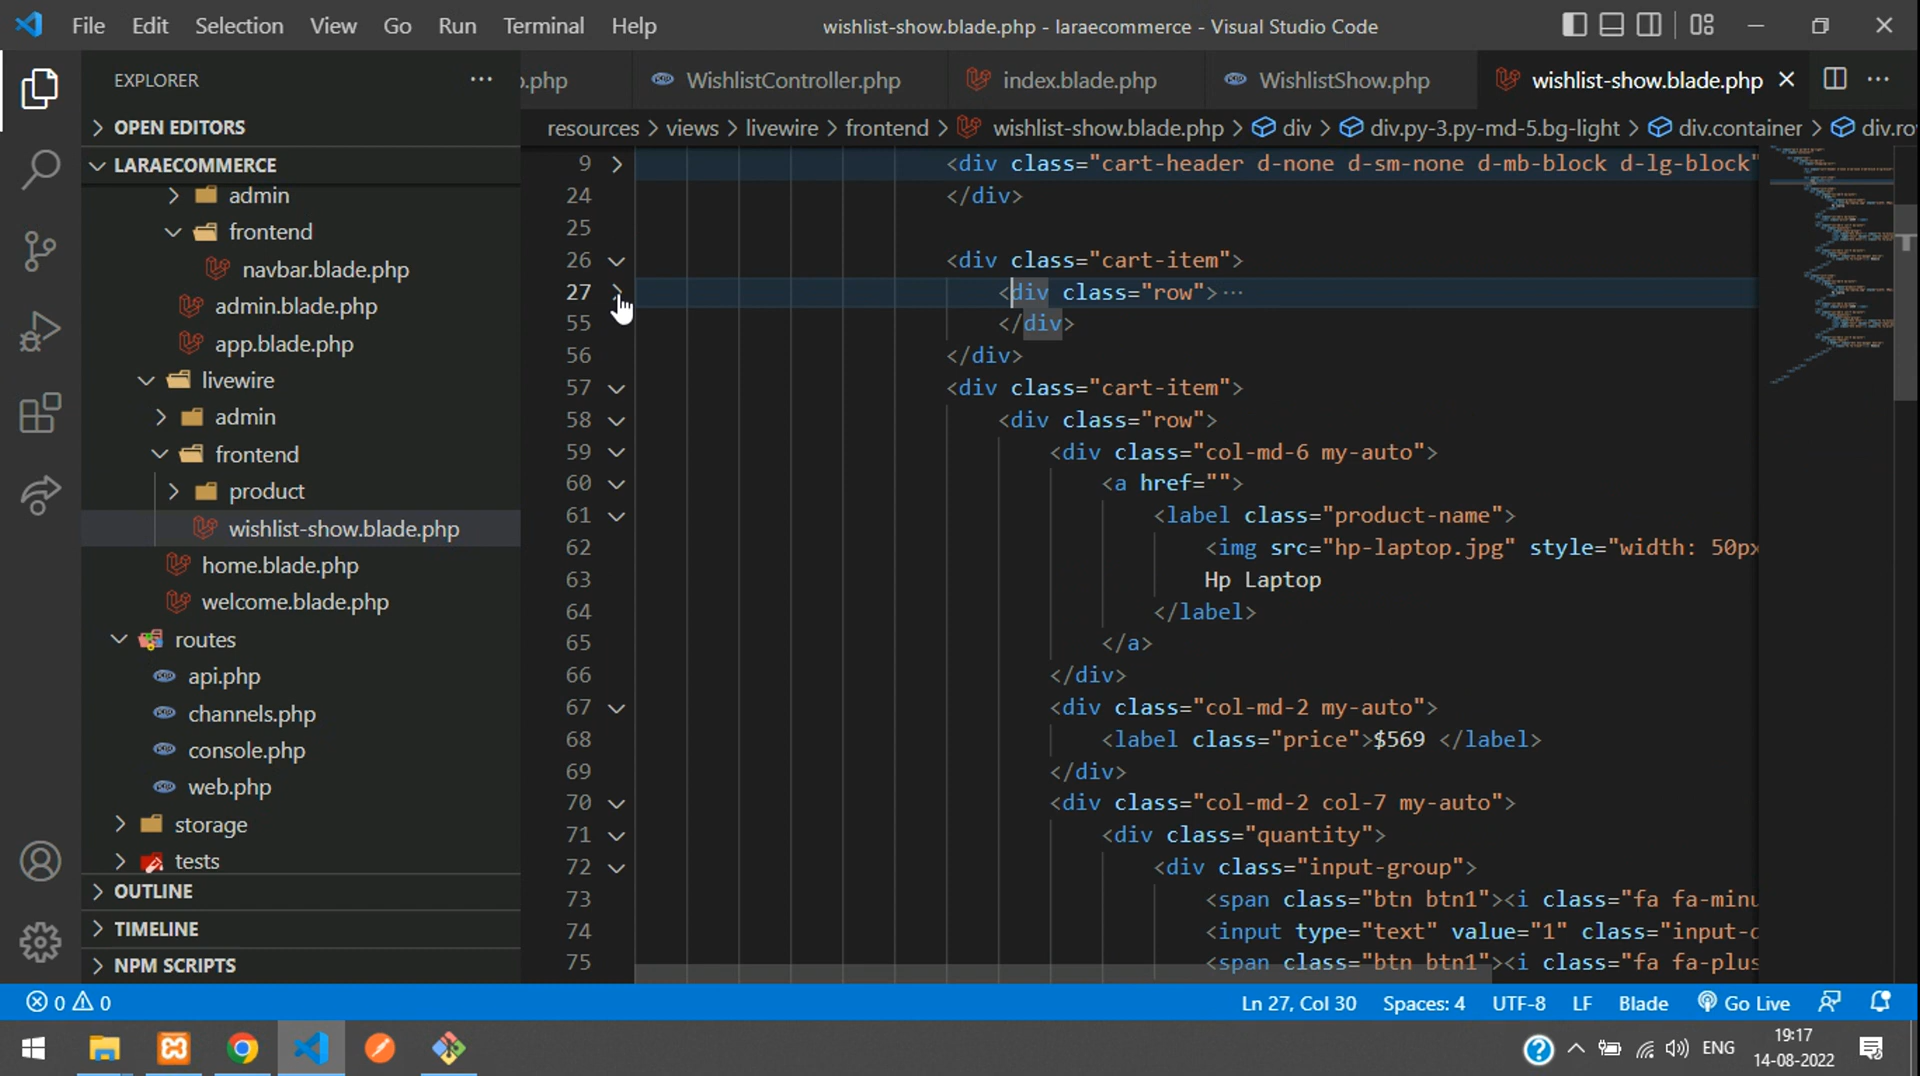 File Edit Selection View Go Run Terminal Help wishlist-show.blade.php - laraecommerce - Visual Studio Code
EXPLORER
.php WishlistController.php index.blade.php WishlistShow.php wishlist-show.blade.php
OPEN EDITORS
resources > views > livewire > frontend > wishlist-show.blade.php > div > div.py-3.py-md-5.bg-light > div.container > div.ro
LARAECOMMERCE
admin
frontend
navbar.blade.php
admin.blade.php
app.blade.php
livewire
admin
frontend
product
wishlist-show.blade.php
home.blade.php
welcome.blade.php
routes
api.php
channels.php
console.php
web.php
storage
tests
OUTLINE
TIMELINE
NPM SCRIPTS
9 <div class="cart-header d-none d-sm-none d-mb-block d-lg-block"
24 </div>
25
26 <div class="cart-item">
27 <div class="row"> ···
55 </div>
56 </div>
57 <div class="cart-item">
58 <div class="row">
59 <div class="col-md-6 my-auto">
60 <a href="">
61 <label class="product-name">
62 <img src="hp-laptop.jpg" style="width: 50px
63 Hp Laptop
64 </label>
65 </a>
66 </div>
67 <div class="col-md-2 my-auto">
68 <label class="price">$569 </label>
69 </div>
70 <div class="col-md-2 col-7 my-auto">
71 <div class="quantity">
72 <div class="input-group">
73 <span class="btn btn1"><i class="fa fa-minu
74 <input type="text" value="1" class="input-q
75 <span class="btn btn1"><i class="fa fa-plus
0 0 Ln 27, Col 30 Spaces: 4 UTF-8 LF Blade Go Live
ENG 19:17
14-08-2022